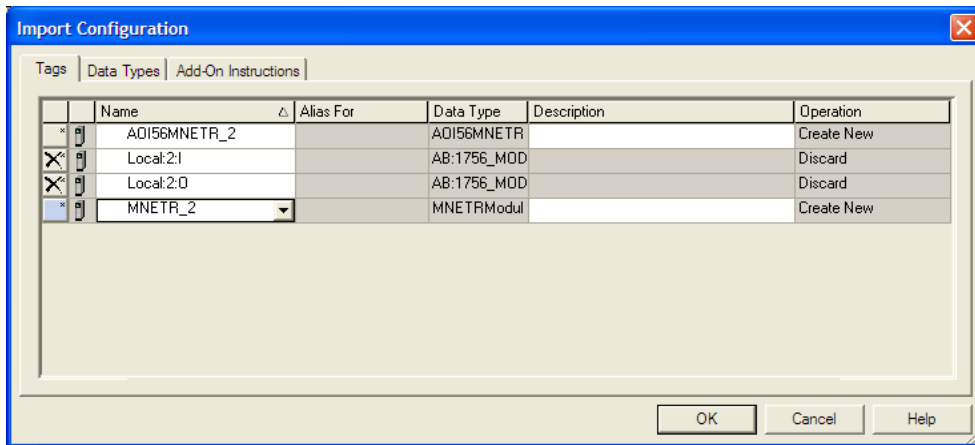 Import Configuration
Tags Data Types Add-On Instructions
Name Alias For Data Type Description Operation
AOI56MNETR_2 AOI56MNETR Create New
Local:2:I AB:1756_MOD Discard
Local:2:O AB:1756_MOD Discard
MNETR_2 MNETRModul Create New
OK Cancel Help